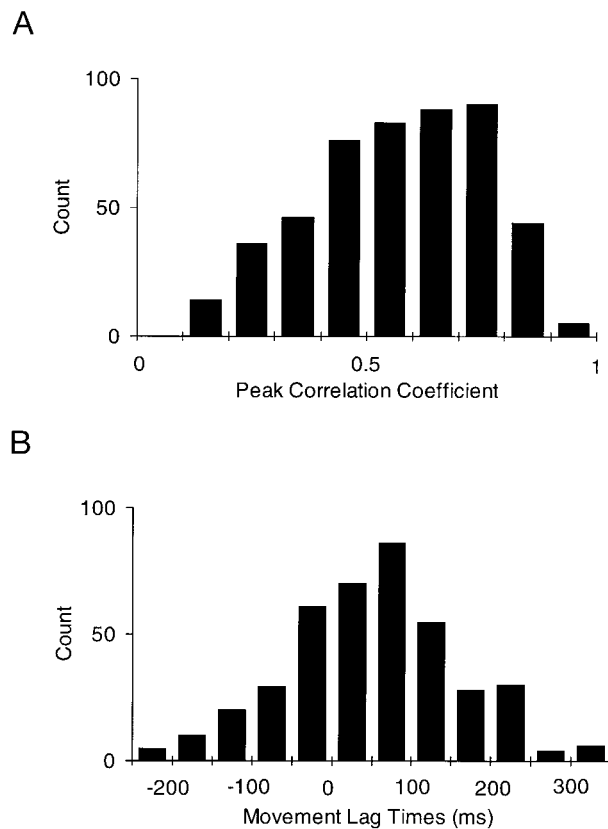 A
100
50
0
Count
0 0.5 1
Peak Correlation Coefficient
B
100
50
0
Count
-200 -100 0 100 200 300
Movement Lag Times (ms)